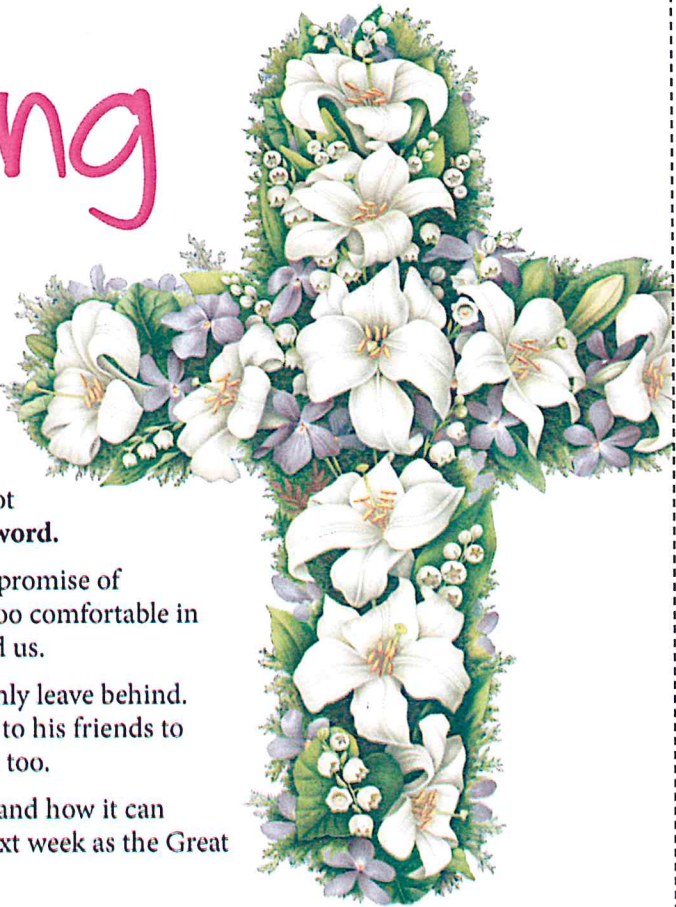 ng
ot
word.
promise of
oo comfortable in
d us.
nly leave behind.
to his friends to
too.
and how it can
xt week as the Great